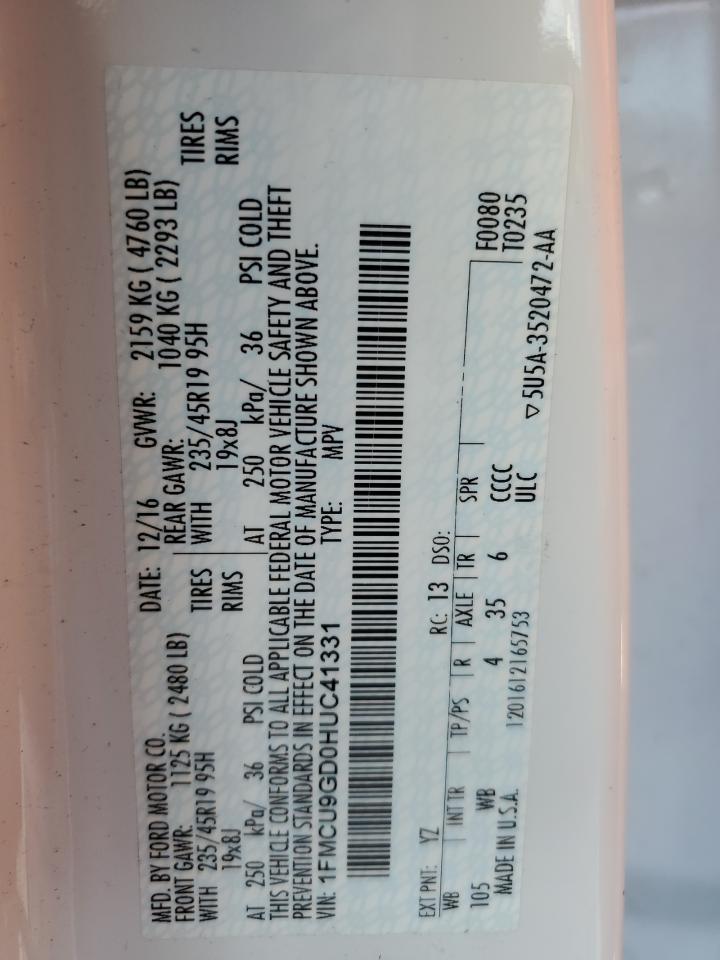 MFD. BY FORD MOTOR CO. DATE: 12/16 GVWR: 2159 KG ( 4760 LB)
FRONT GAWR: 1125 KG ( 2480 LB) REAR GAWR: 1040 KG ( 2293 LB)
WITH 235/45R19 95H TIRES WITH 235/45R19 95H TIRES
19x8J RIMS 19x8J RIMS
AT 250 kPa/ 36 PSI COLD AT 250 kPa/ 36 PSI COLD
THIS VEHICLE CONFORMS TO ALL APPLICABLE FEDERAL MOTOR VEHICLE SAFETY AND THEFT
PREVENTION STANDARDS IN EFFECT ON THE DATE OF MANUFACTURE SHOWN ABOVE.
VIN: 1FMCU9GD0HUC41331 TYPE: MPV
EXT PNT: YZ RC: 13 DSO: F0080
WB INT TR TP/PS R AXLE TR SPR T0235
105 WB 4 35 6 CCCC
MADE IN U.S.A. 1201612165753 ULC ▽5U5A-3520472-AA